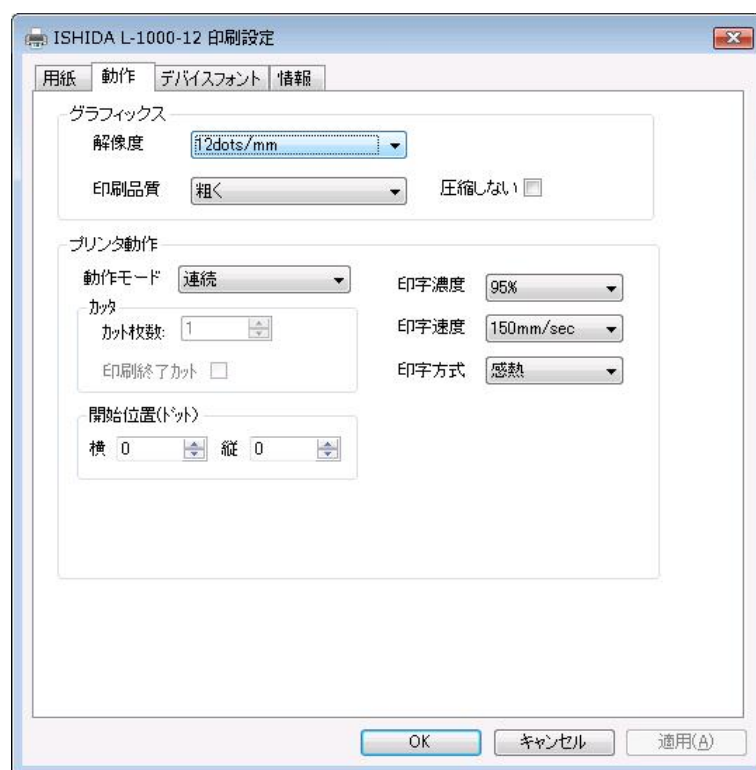 ISHIDA L-1000-12 印刷設定
用紙 動作 デバイスフォント 情報
グラフィックス
解像度 12dots/mm
印刷品質 粗く 圧縮しない
プリンタ動作
動作モード 連続
カッタ
カット枚数: 1
印刷終了カット
開始位置(ドット)
横 0 縦 0
印字濃度 95%
印字速度 150mm/sec
印字方式 感熱
OK キャンセル 適用(A)